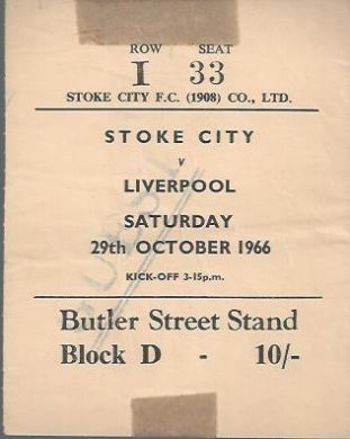 ROW SEAT
I 33
STOKE CITY F.C. (1908) CO., LTD.
STOKE CITY
v
LIVERPOOL
SATURDAY
29th OCTOBER 1966
KICK-OFF 3-15p.m.
Butler Street Stand
Block D - 10/-